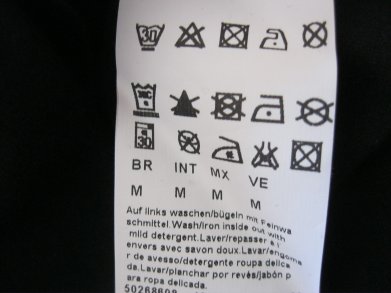 30
30
BR INT MX VE
M M M M
Auf links waschen/bügeln mit Feinwa
schmittel.Wash/iron inside out with
mild detergent.Laver/repasser à l'
envers avec savon doux.Lavar/engoma
r de avesso/detergente roupa delica
da.Lavar/planchar por revés/jabón p
ara ropa delicada.
50268608